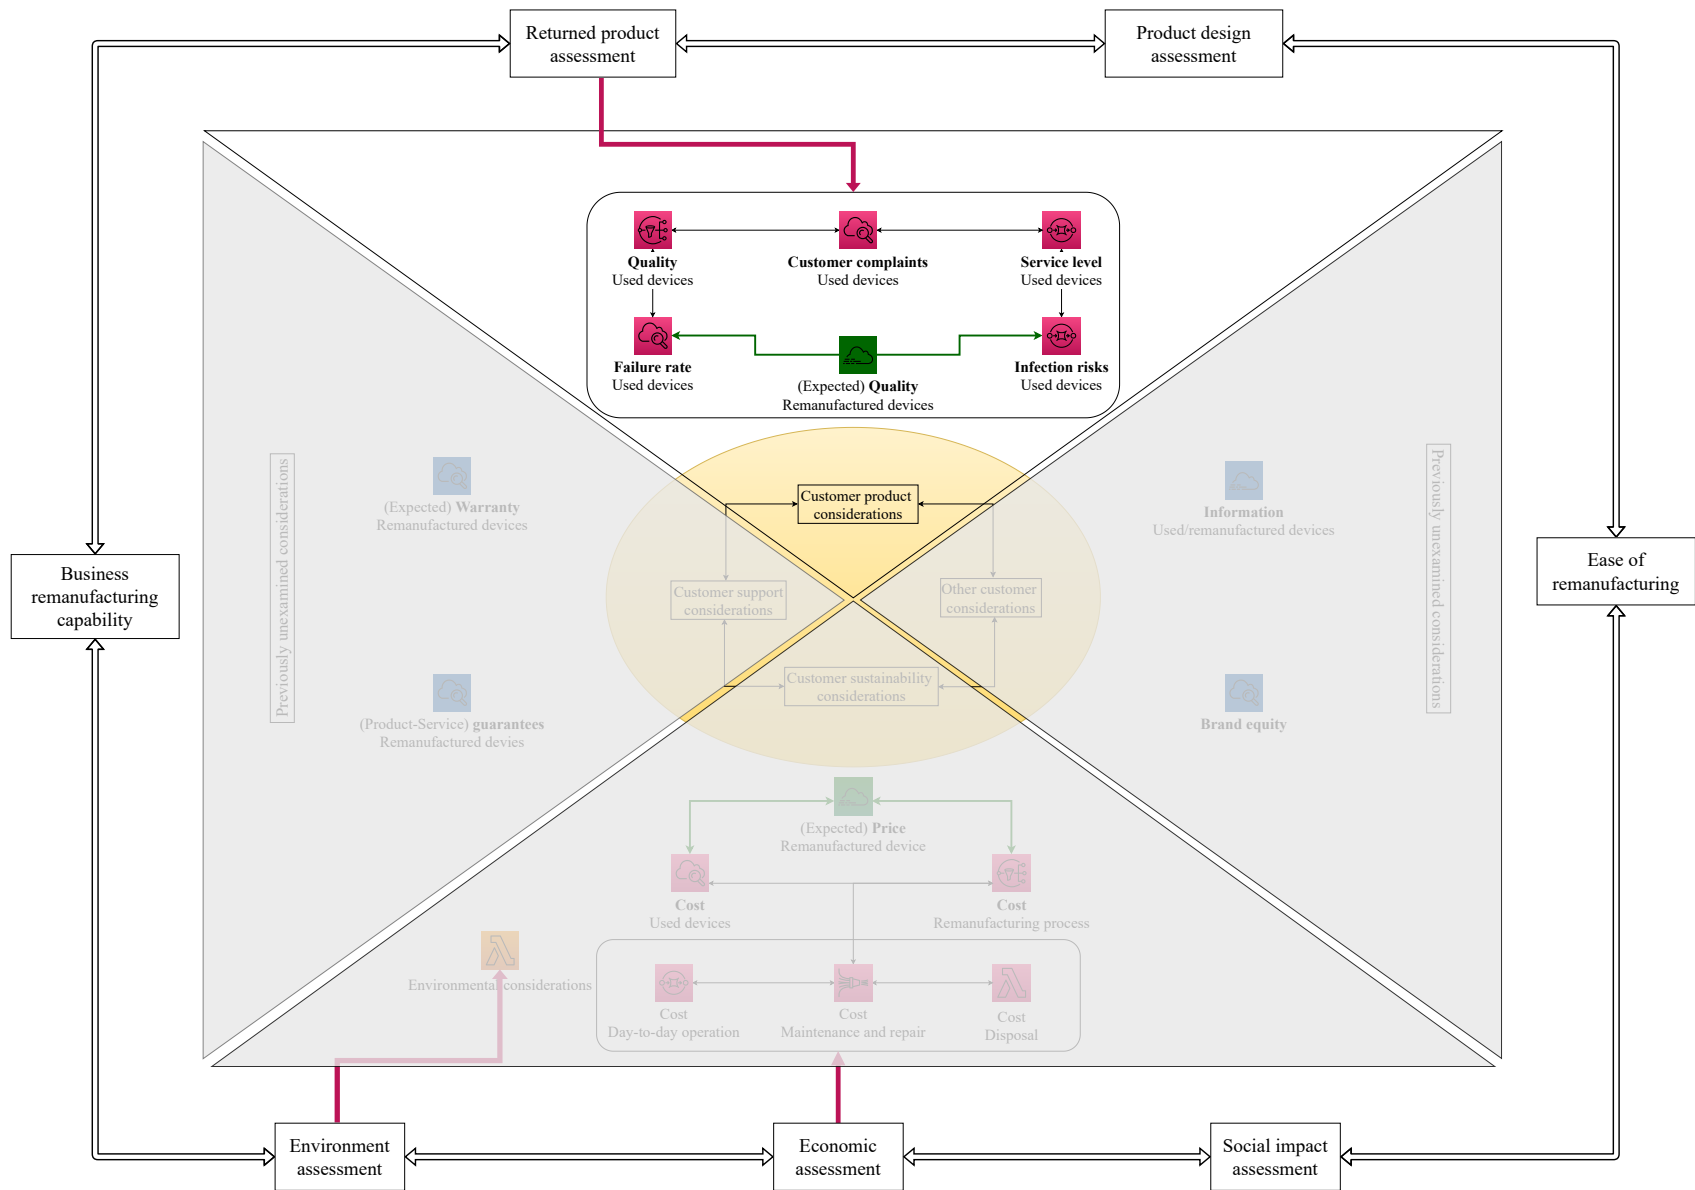 Returned product
assessment
Product design
assessment
Quality
Used devices
Customer complaints
Used devices
Service level
Used devices
Failure rate
Used devices
(Expected) Quality
Remanufactured devices
Infection risks
Used devices
Previously unexamined considerations
(Expected) Warranty
Remanufactured devices
Customer product
considerations
Information
Used/remanufactured devices
Previously unexamined considerations
Business
remanufacturing
capability
Customer support
considerations
Other customer
considerations
Ease of
remanufacturing
Customer sustainability
considerations
(Product-Service) guarantees
Remanufactured devies
Brand equity
(Expected) Price
Remanufactured device
Cost
Used devices
Cost
Remanufacturing process
Environmental considerations
Cost
Day-to-day operation
Cost
Maintenance and repair
Cost
Disposal
Environment
assessment
Economic
assessment
Social impact
assessment